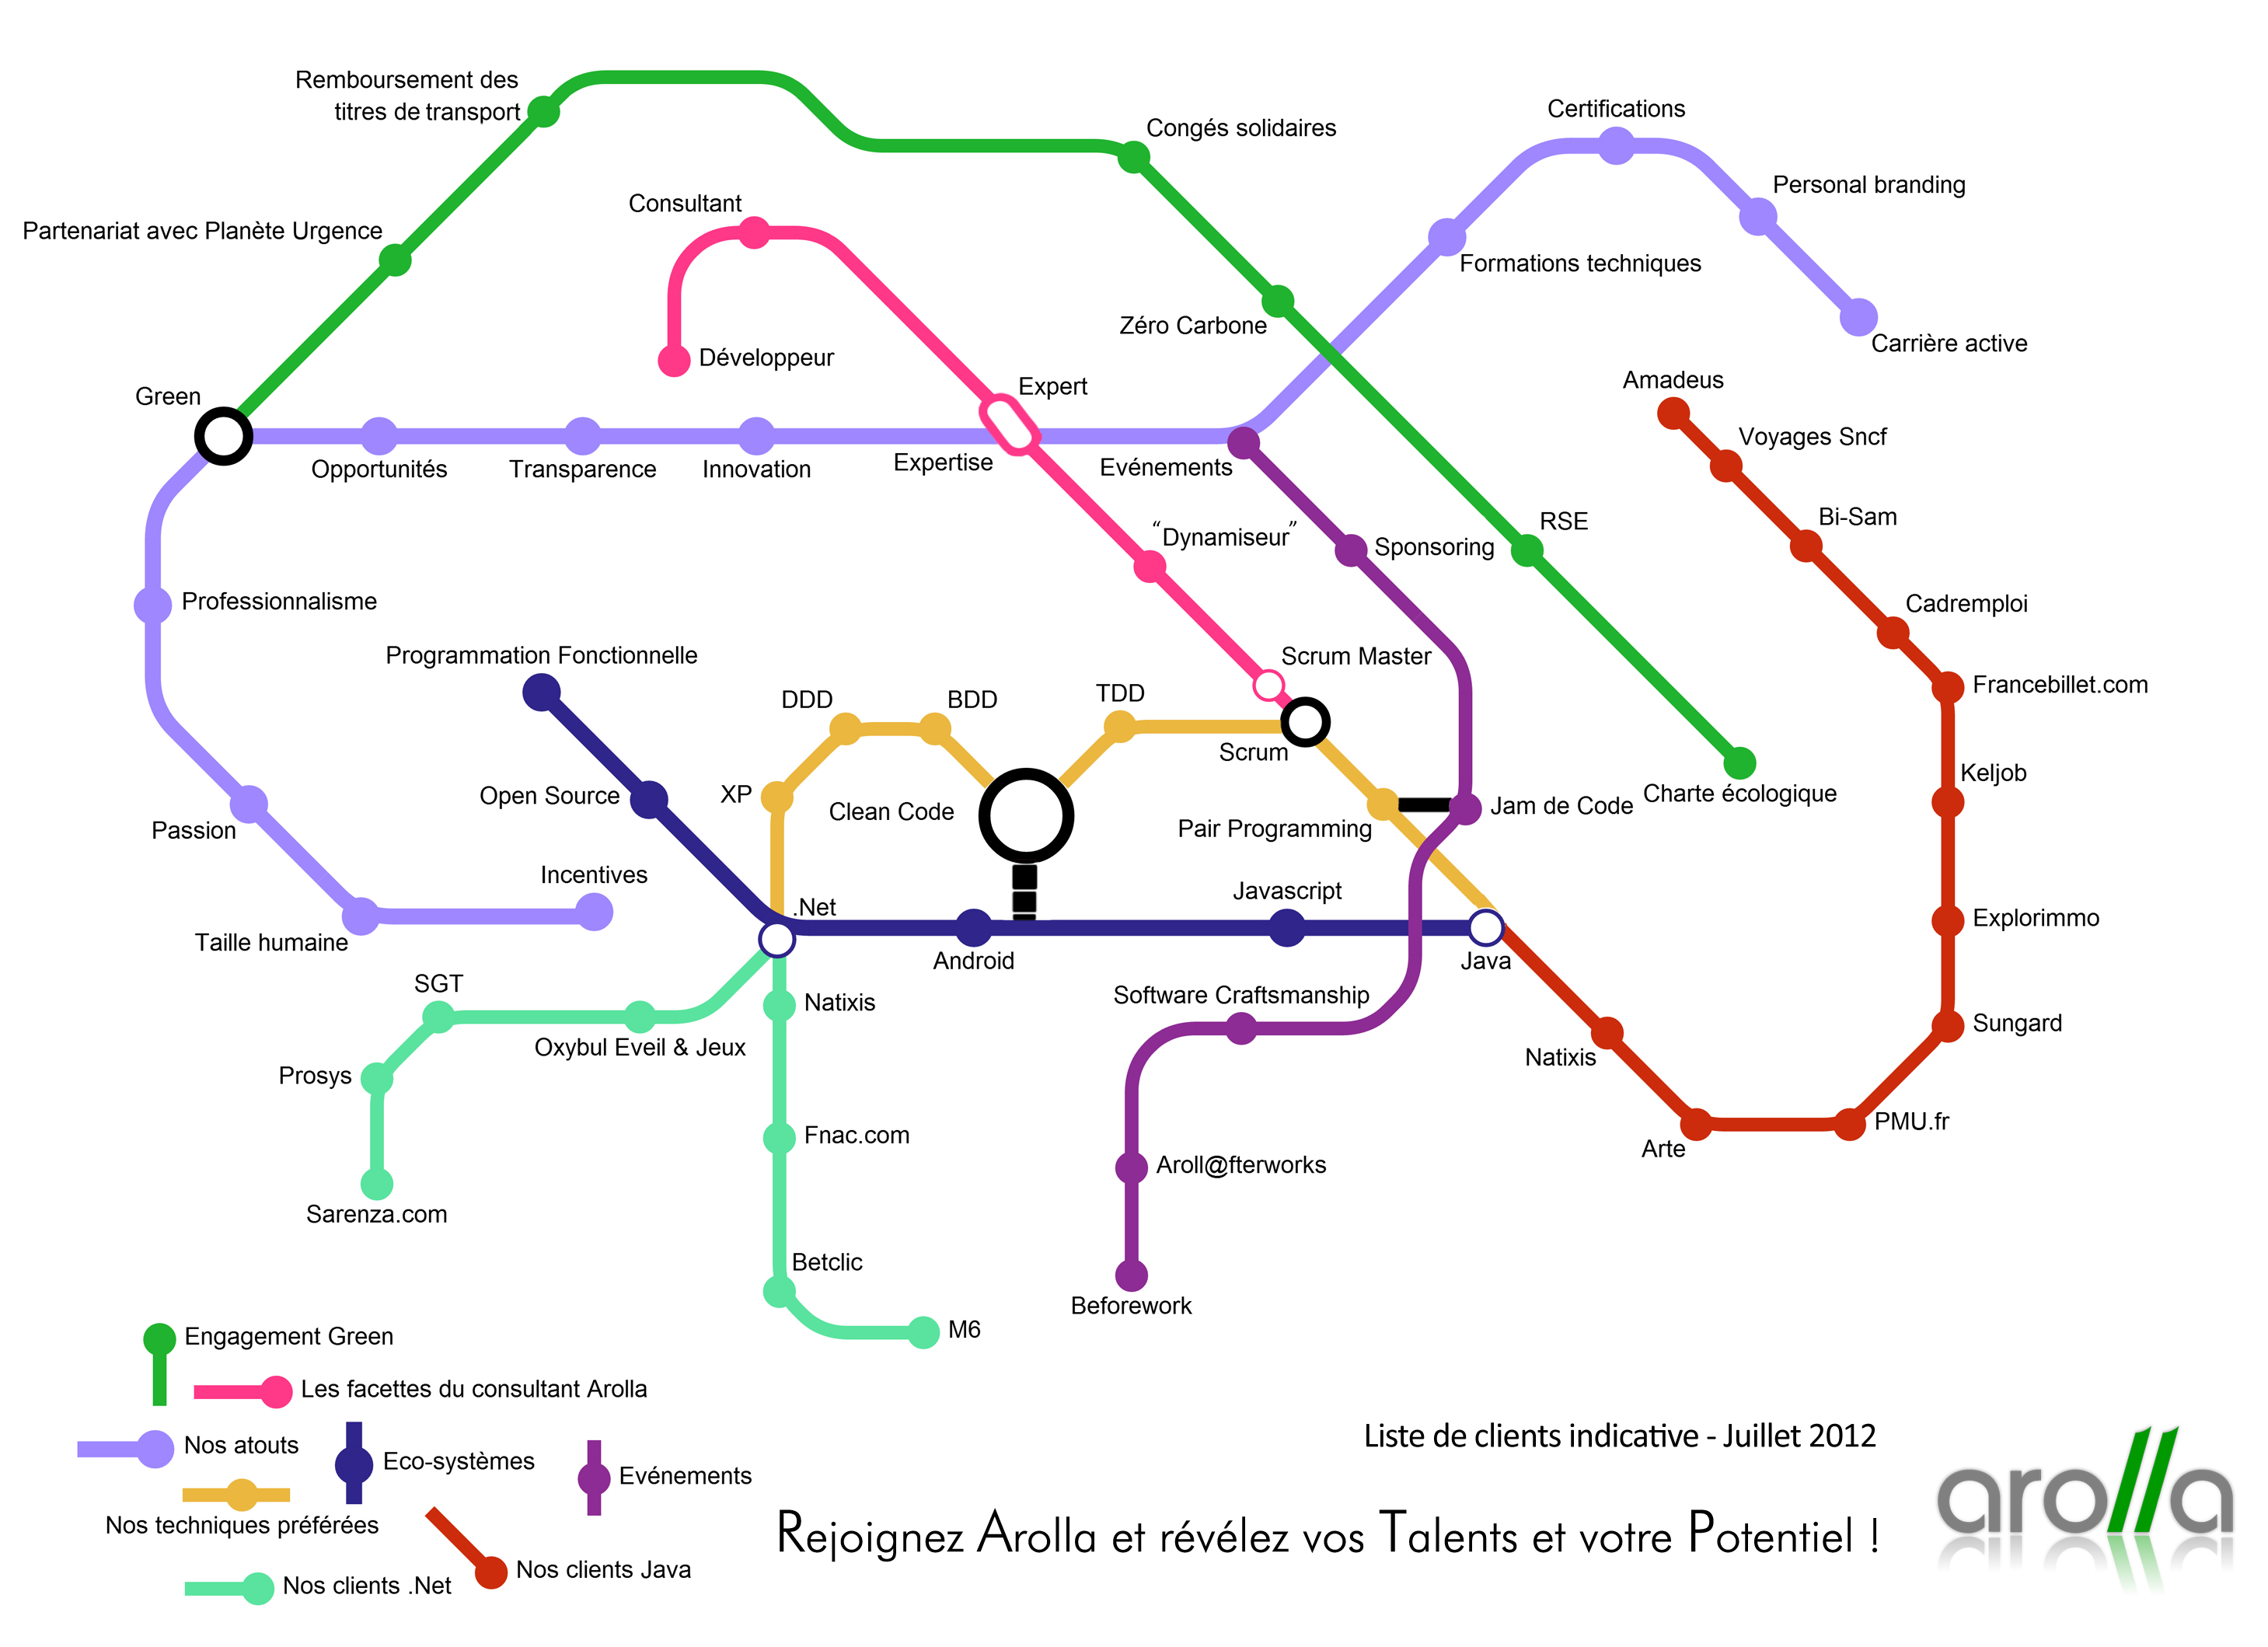 Remboursement des
titres de transport
Congés solidaires
Certifications
Personal branding
Consultant
Partenariat avec Planète Urgence
Formations techniques
Zéro Carbone
Carrière active
Développeur
Amadeus
Green
Expert
Voyages Sncf
Opportunités
Transparence
Innovation
Expertise
Evénements
Bi-Sam
RSE
“Dynamiseur”
Sponsoring
Professionnalisme
Cadremploi
Programmation Fonctionnelle
Scrum Master
Francebillet.com
DDD
BDD
TDD
Scrum
Keljob
Open Source
XP
Clean Code
Pair Programming
Jam de Code
Charte écologique
Passion
Incentives
Javascript
.Net
Explorimmo
Taille humaine
Android
Java
SGT
Natixis
Software Craftsmanship
Sungard
Oxybul Eveil & Jeux
Natixis
Prosys
Fnac.com
PMU.fr
Arte
Aroll@fterworks
Sarenza.com
Betclic
Beforework
M6
Engagement Green
Les facettes du consultant Arolla
Nos atouts
Eco-systèmes
Evénements
Nos techniques préférées
Nos clients Java
Nos clients .Net
Liste de clients indicative - Juillet 2012
Rejoignez Arolla et révélez vos Talents et votre Potentiel !
arolla